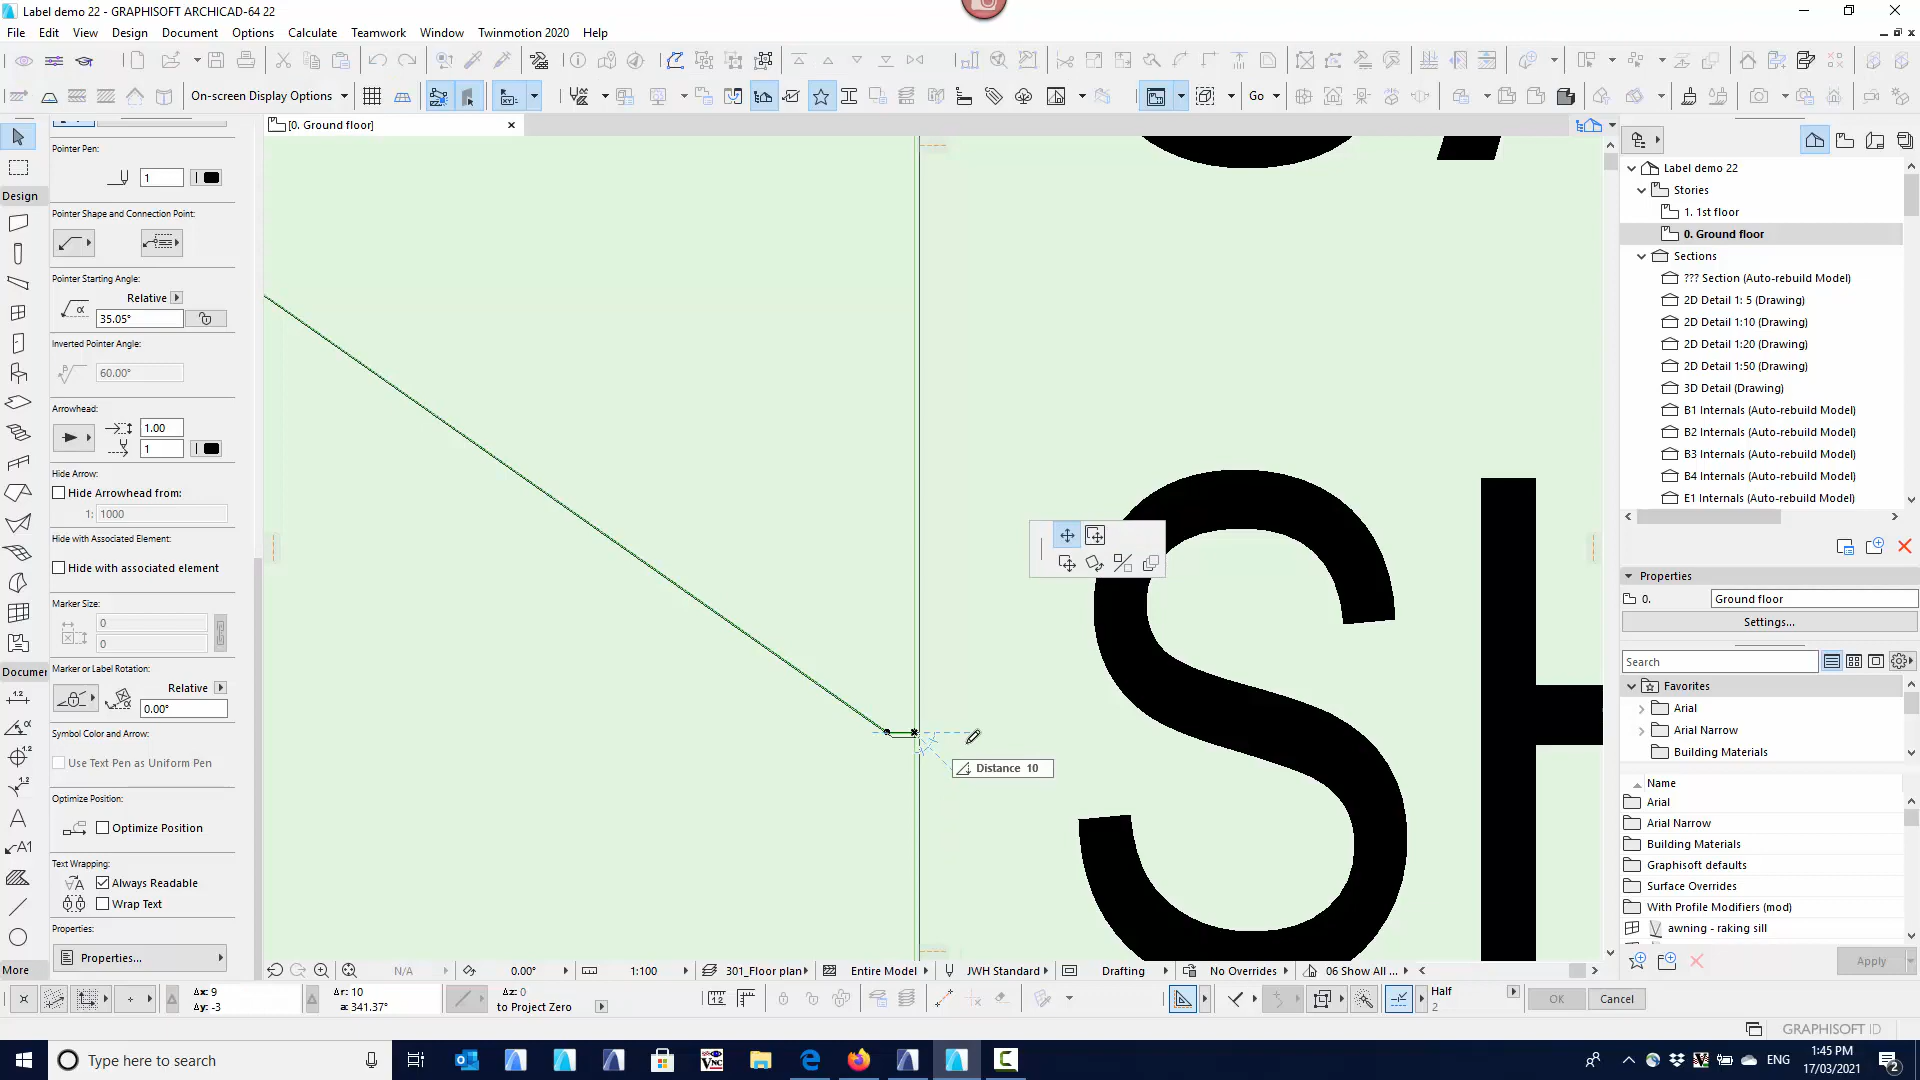 Label demo 22 - GRAPHISOFT ARCHICAD-64 22
File Edit View Design Document Options Calculate Teamwork Window Twinmotion 2020 Help
On-screen Display Options
Go
[0. Ground floor]
Pointer Pen:
1
Design
Pointer Shape and Connection Point:
Pointer Starting Angle:
Relative
α
35.05°
Inverted Pointer Angle:
60.00°
Arrowhead:
1.00
1
Hide Arrow:
Hide Arrowhead from:
1: 1000
Hide with Associated Element:
Hide with associated element
Marker Size:
0
0
Marker or Label Rotation:
Relative
0.00°
Symbol Color and Arrow:
Use Text Pen as Uniform Pen
Optimize Position:
Optimize Position
Text Wrapping:
Always Readable
Wrap Text
Properties:
Properties...
Documen
1.2
A1
More
SH
Distance 10
Label demo 22
Stories
1. 1st floor
0. Ground floor
Sections
??? Section (Auto-rebuild Model)
2D Detail 1: 5 (Drawing)
2D Detail 1:10 (Drawing)
2D Detail 1:20 (Drawing)
2D Detail 1:50 (Drawing)
3D Detail (Drawing)
B1 Internals (Auto-rebuild Model)
B2 Internals (Auto-rebuild Model)
B3 Internals (Auto-rebuild Model)
B4 Internals (Auto-rebuild Model)
E1 Internals (Auto-rebuild Model)
Properties
0. Ground floor
Settings...
Search
Favorites
Arial
Arial Narrow
Building Materials
Name
Arial
Arial Narrow
Building Materials
Graphisoft defaults
Surface Overrides
With Profile Modifiers (mod)
awning - raking sill
Apply
N/A 0.00° 1:100 301_Floor plan Entire Model JWH Standard Drafting No Overrides 06 Show All ...
Δx: 9
Δy: -3
Δr: 10
a: 341.37°
Δz: 0
to Project Zero
Half
2
OK Cancel
GRAPHISOFT ID
Type here to search
ENG
1:45 PM
17/03/2021
2